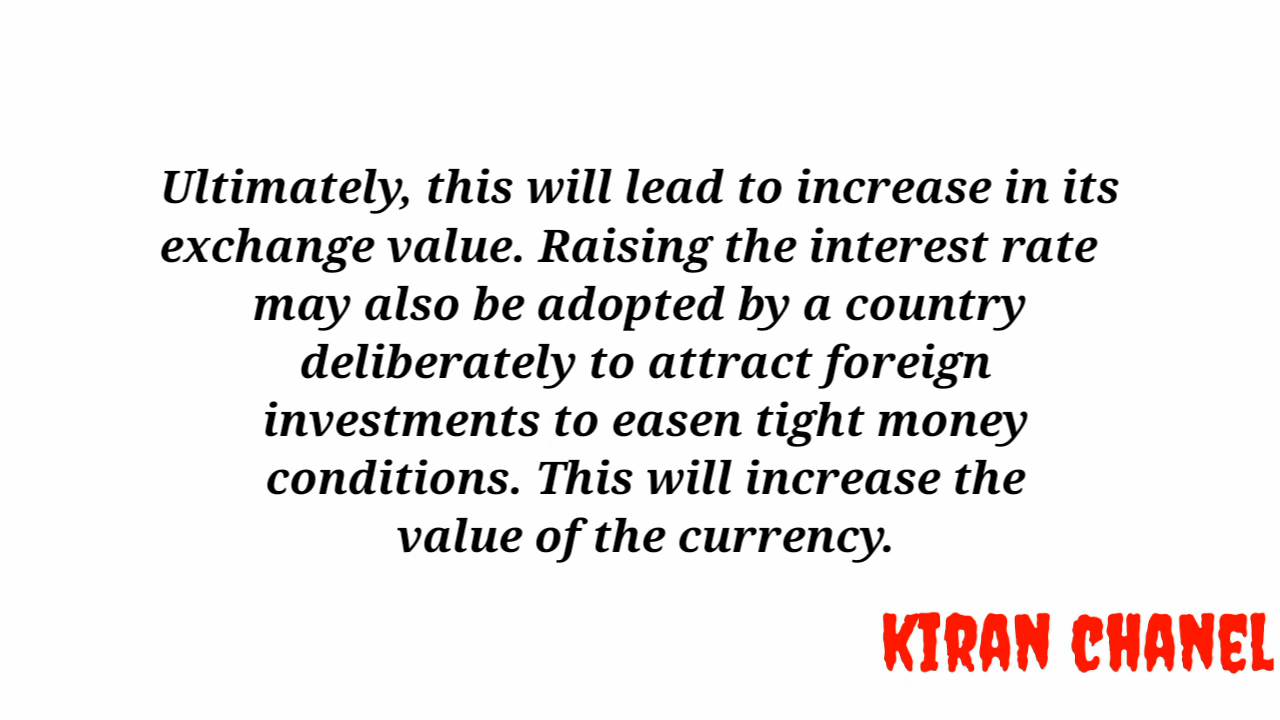 Ultimately, this will lead to increase in its
exchange value. Raising the interest rate
may also be adopted by a country
deliberately to attract foreign
investments to easen tight money
conditions. This will increase the
value of the currency.
KIRAN CHANEL